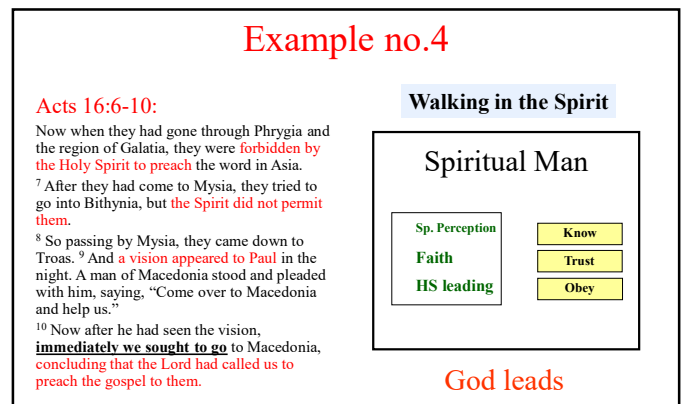 Example no.4
Acts 16:6-10:
Now when they had gone through Phrygia and
the region of Galatia, they were forbidden by
the Holy Spirit to preach the word in Asia.
7 After they had come to Mysia, they tried to
go into Bithynia, but the Spirit did not permit
them.
8 So passing by Mysia, they came down to
Troas. 9 And a vision appeared to Paul in the
night. A man of Macedonia stood and pleaded
with him, saying, “Come over to Macedonia
and help us.”
10 Now after he had seen the vision,
immediately we sought to go to Macedonia,
concluding that the Lord had called us to
preach the gospel to them.
Walking in the Spirit
Spiritual Man
Sp. Perception
Faith
HS leading
Know
Trust
Obey
God leads